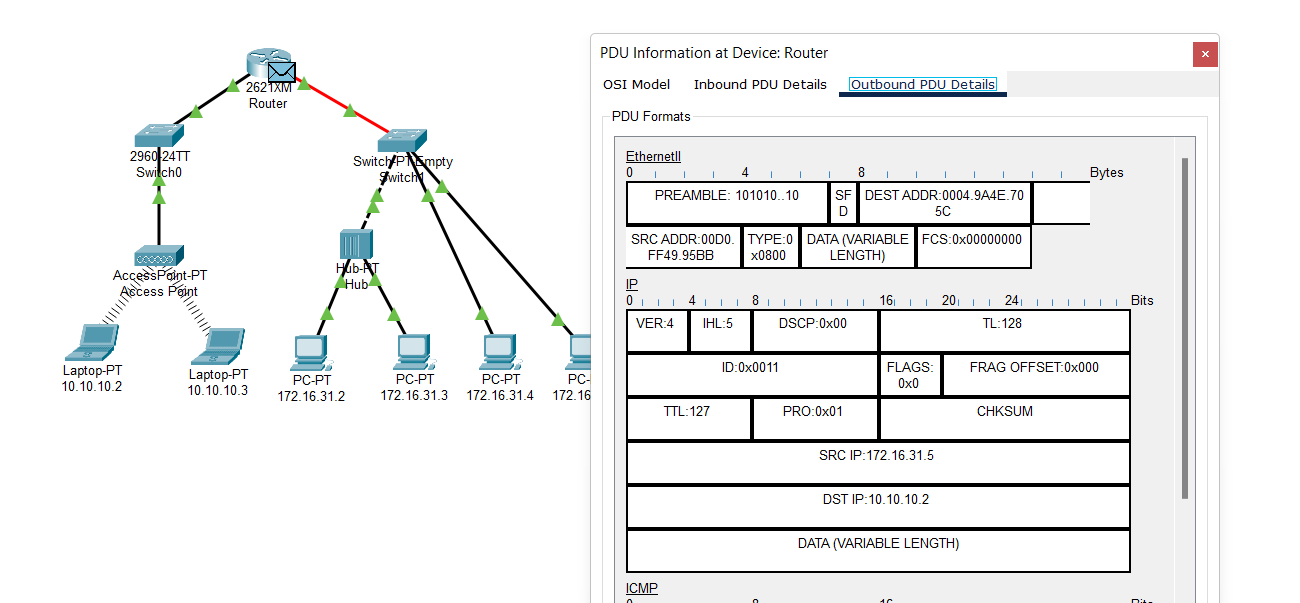 2621XM
Router
2960-24TT
Switch0
Switch-PT-Empty
Switch1
AccessPoint-PT
Access Point
Hub-PT
Hub
Laptop-PT
10.10.10.2
Laptop-PT
10.10.10.3
PC-PT
172.16.31.2
PC-PT
172.16.31.3
PC-PT
172.16.31.4
PC-
172.16
PDU Information at Device: Router
OSI Model Inbound PDU Details Outbound PDU Details
PDU Formats
EthernetII
0 4 8 Bytes
PREAMBLE: 101010..10
SF
D
DEST ADDR:0004.9A4E.70
5C
SRC ADDR:00D0.
FF49.95BB
TYPE:0
x0800
DATA (VARIABLE
LENGTH)
FCS:0x00000000
IP
0 4 8 16 20 24 Bits
VER:4 IHL:5 DSCP:0x00 TL:128
ID:0x0011
FLAGS:
0x0
FRAG OFFSET:0x000
TTL:127 PRO:0x01 CHKSUM
SRC IP:172.16.31.5
DST IP:10.10.10.2
DATA (VARIABLE LENGTH)
ICMP
0 8 16 Bits